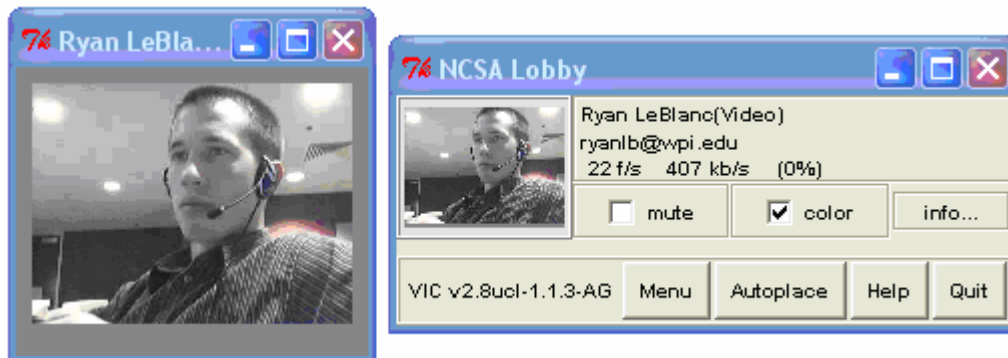 Ryan LeBla...
NCSA Lobby
Ryan LeBlanc(Video)
ryanlb@wpi.edu
22 f/s 407 kb/s (0%)
mute color info...
VIC v2.8ucl-1.1.3-AG Menu Autoplace Help Quit